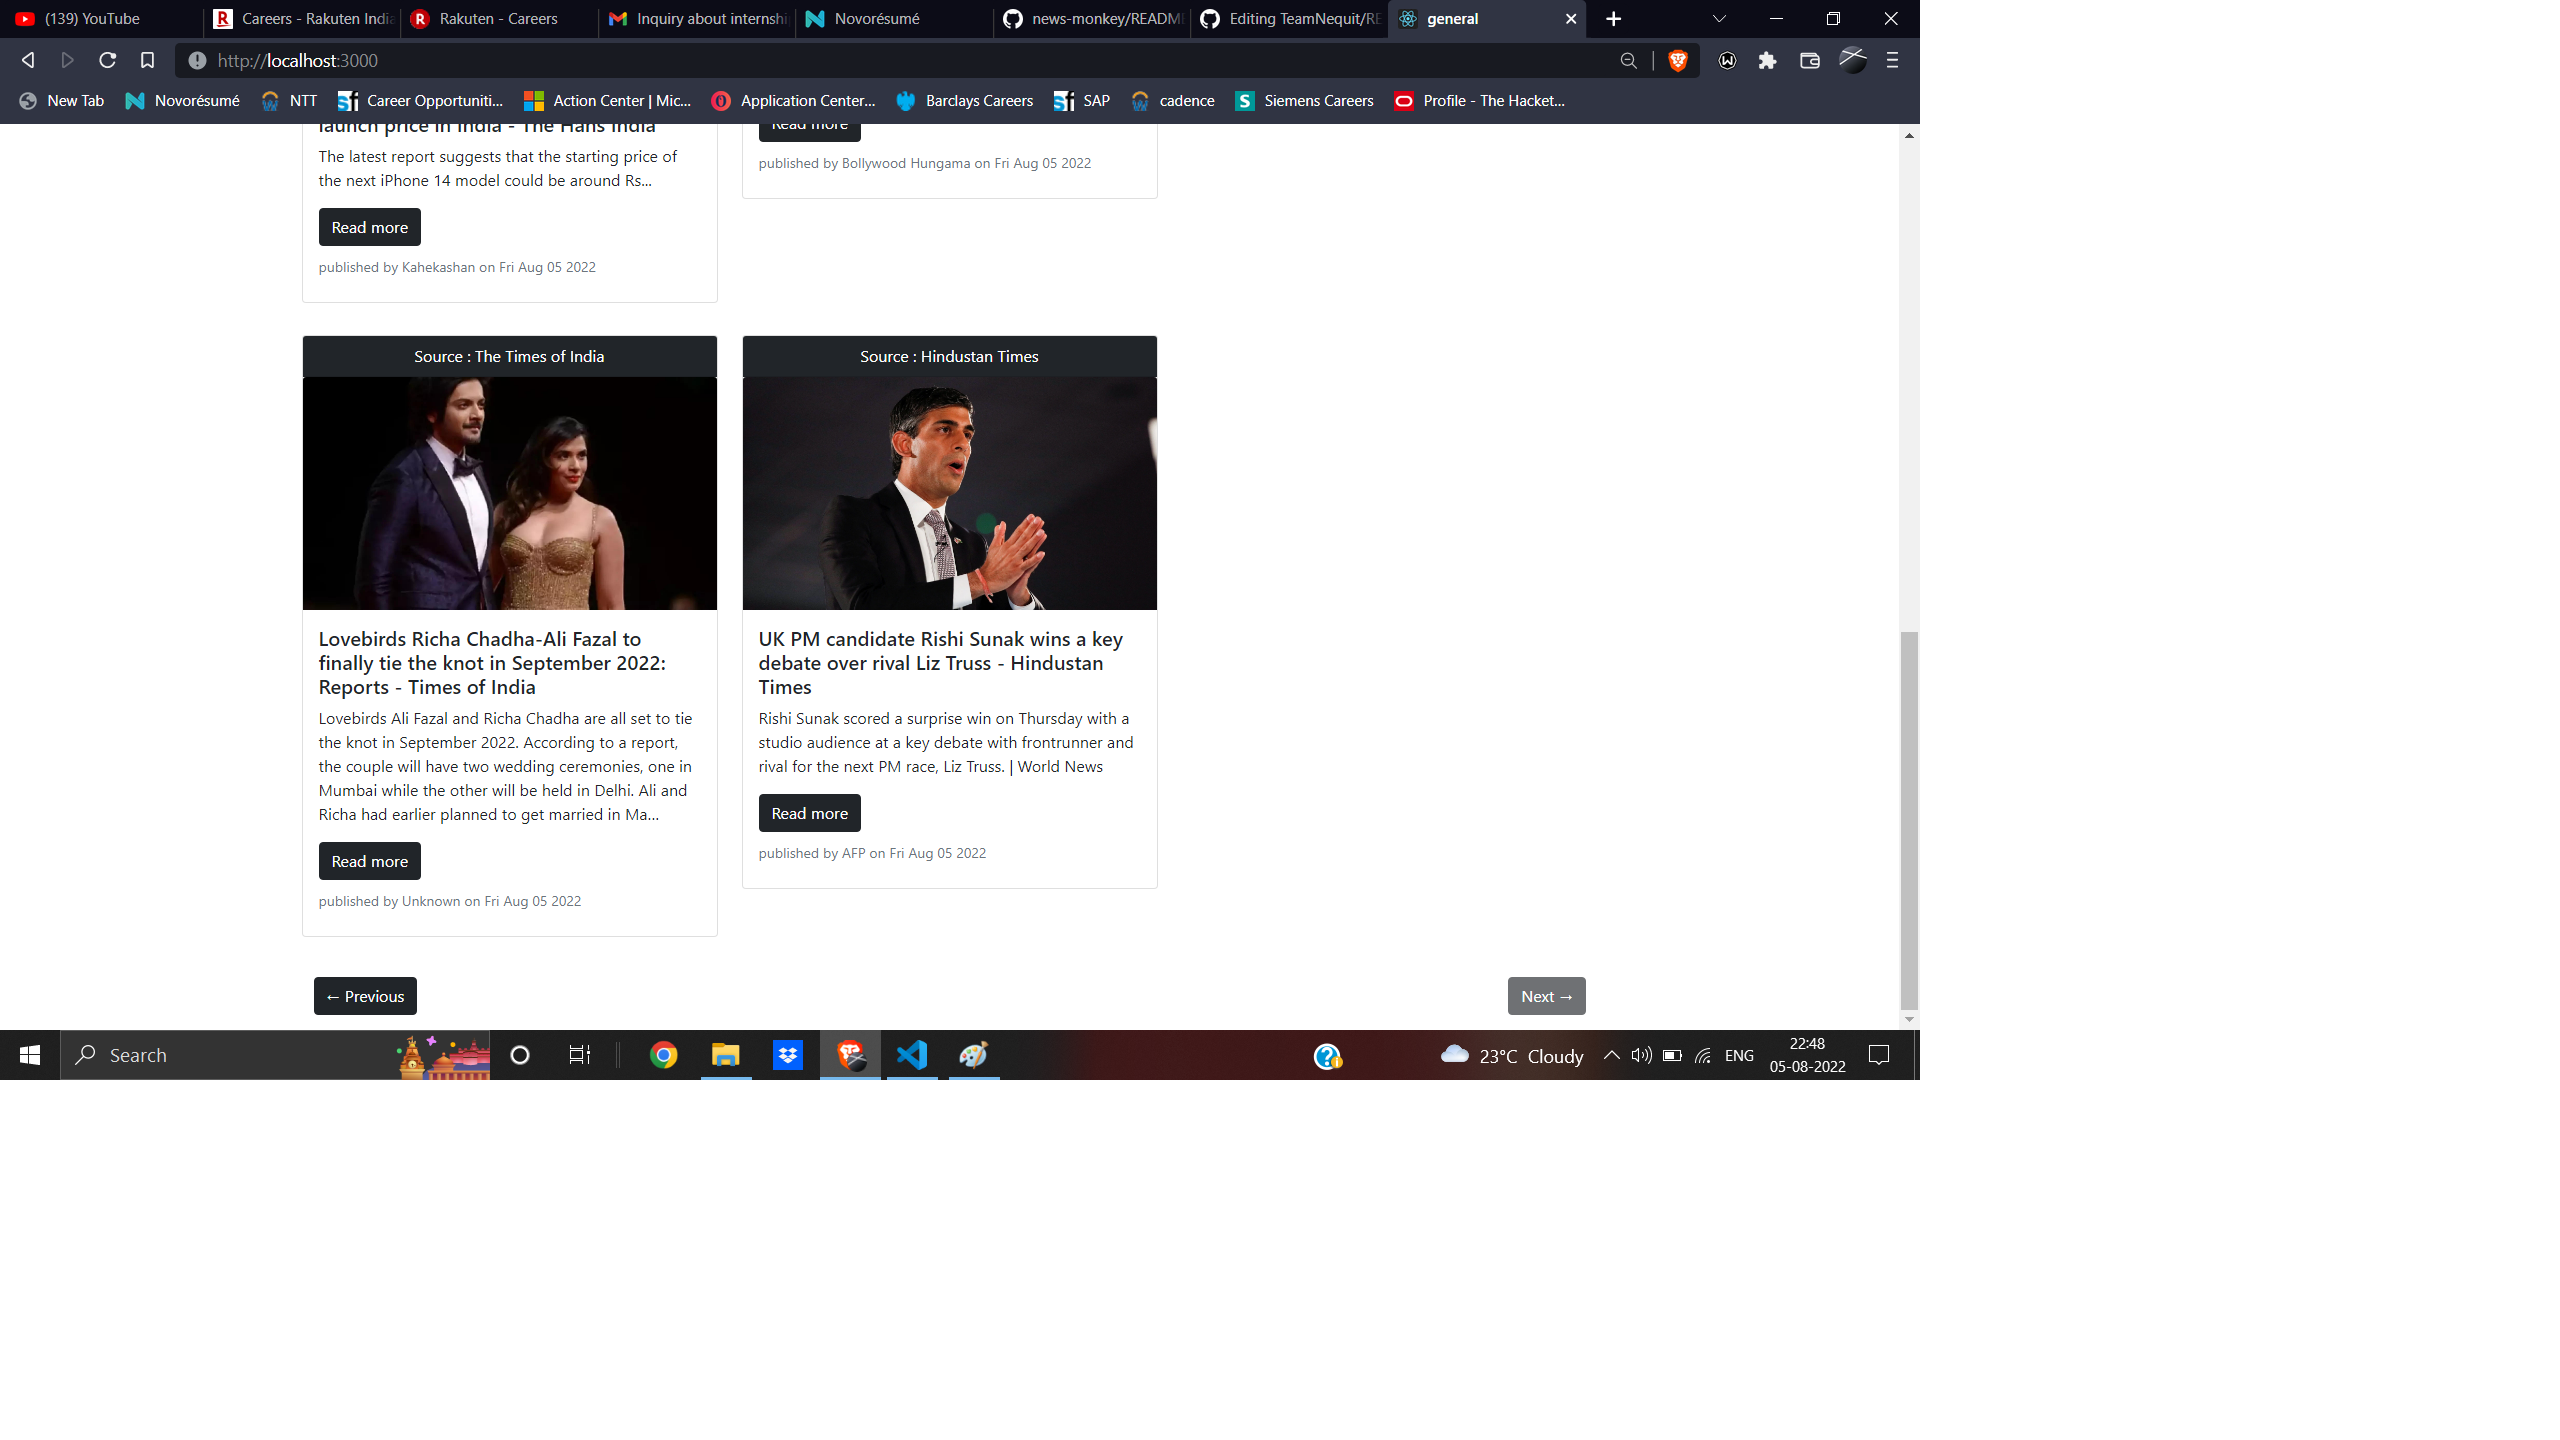 (139) YouTube
Careers - Rakuten India
Rakuten - Careers
Inquiry about internship
Novorésumé
news-monkey/README
Editing TeamNequit/RE
general
http://localhost:3000
New Tab
Novorésumé
NTT
Career Opportuniti...
Action Center | Mic...
Application Center...
Barclays Careers
SAP
cadence
Siemens Careers
Profile - The Hacket...
launch price in India - The Hans India
The latest report suggests that the starting price of
the next iPhone 14 model could be around Rs...
Read more
published by Kahekashan on Fri Aug 05 2022
Read more
published by Bollywood Hungama on Fri Aug 05 2022
Source : The Times of India
Lovebirds Richa Chadha-Ali Fazal to
finally tie the knot in September 2022:
Reports - Times of India
Lovebirds Ali Fazal and Richa Chadha are all set to tie
the knot in September 2022. According to a report,
the couple will have two wedding ceremonies, one in
Mumbai while the other will be held in Delhi. Ali and
Richa had earlier planned to get married in Ma...
Read more
published by Unknown on Fri Aug 05 2022
Source : Hindustan Times
UK PM candidate Rishi Sunak wins a key
debate over rival Liz Truss - Hindustan
Times
Rishi Sunak scored a surprise win on Thursday with a
studio audience at a key debate with frontrunner and
rival for the next PM race, Liz Truss. | World News
Read more
published by AFP on Fri Aug 05 2022
← Previous
Next →
Search
23°C Cloudy
ENG
22:48
05-08-2022